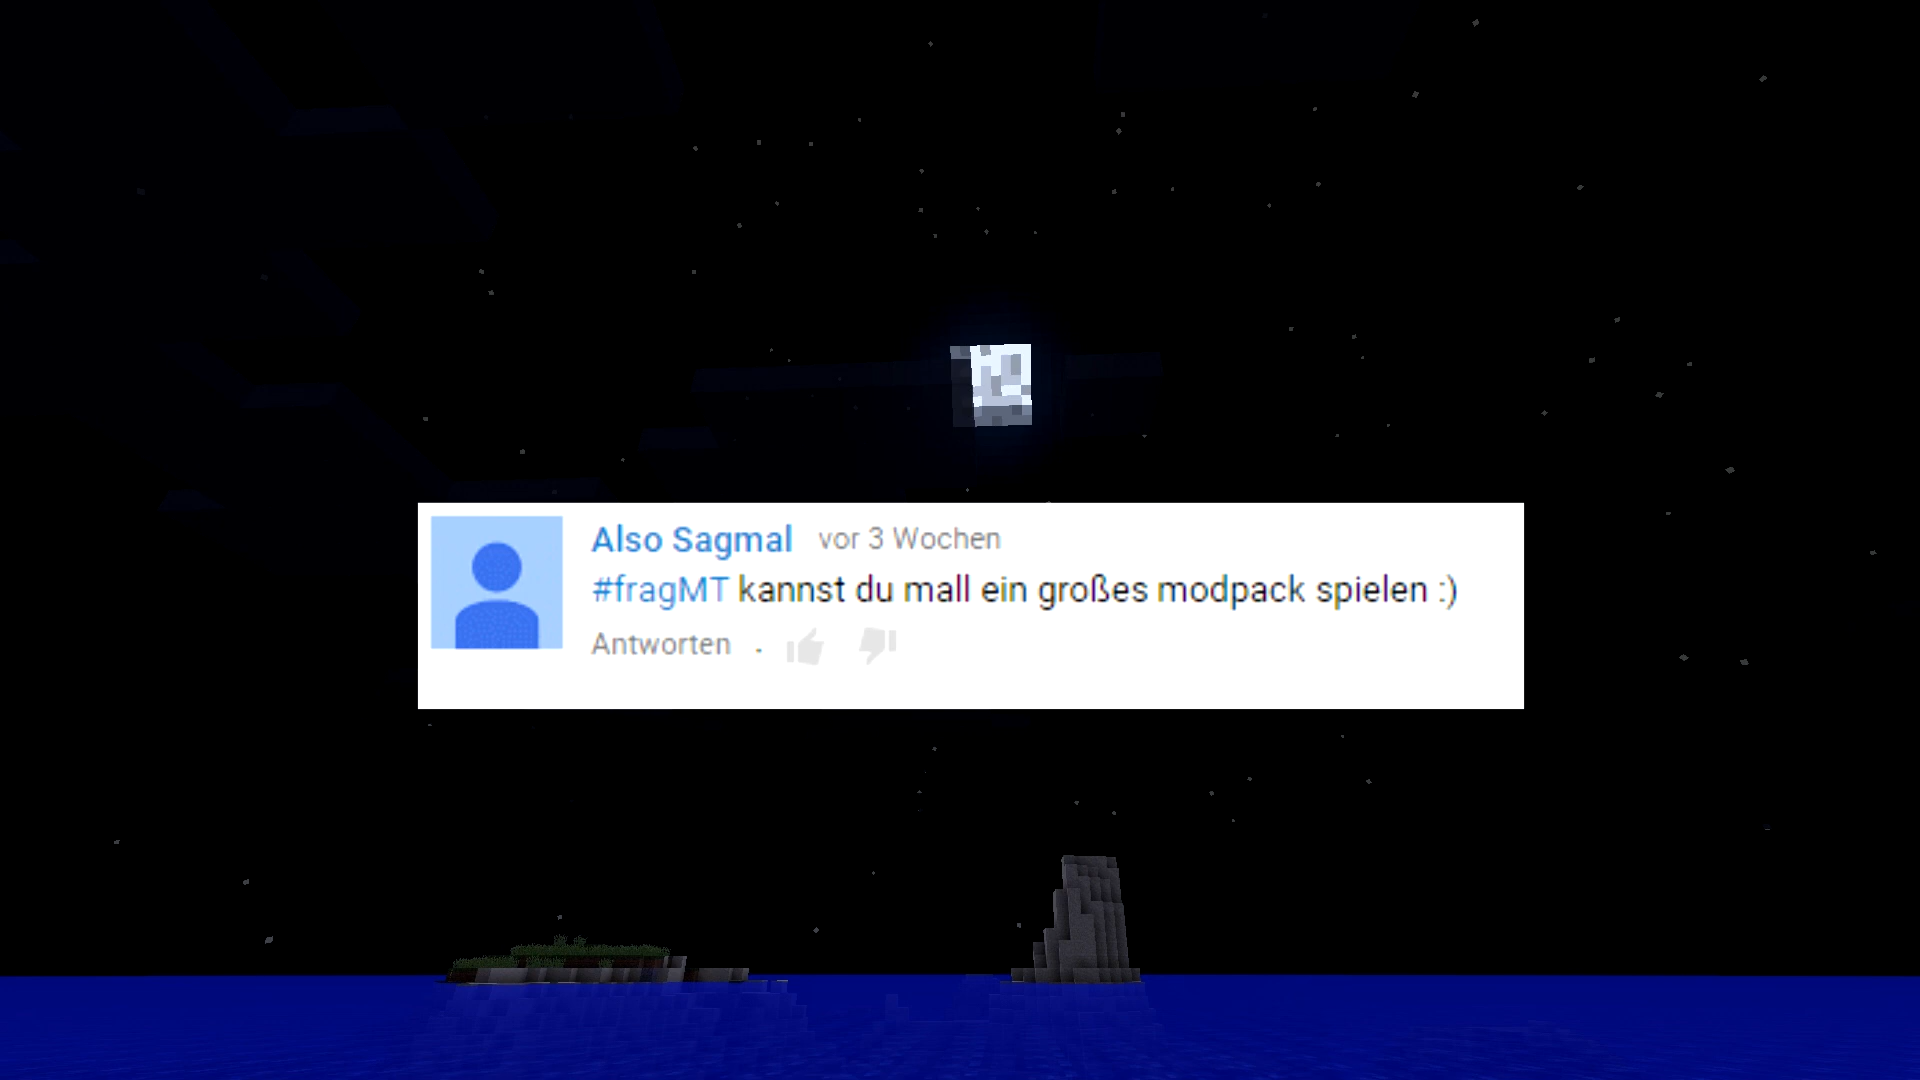 Also Sagmal vor 3 Wochen
#fragMT kannst du mall ein großes modpack spielen :)
Antworten .